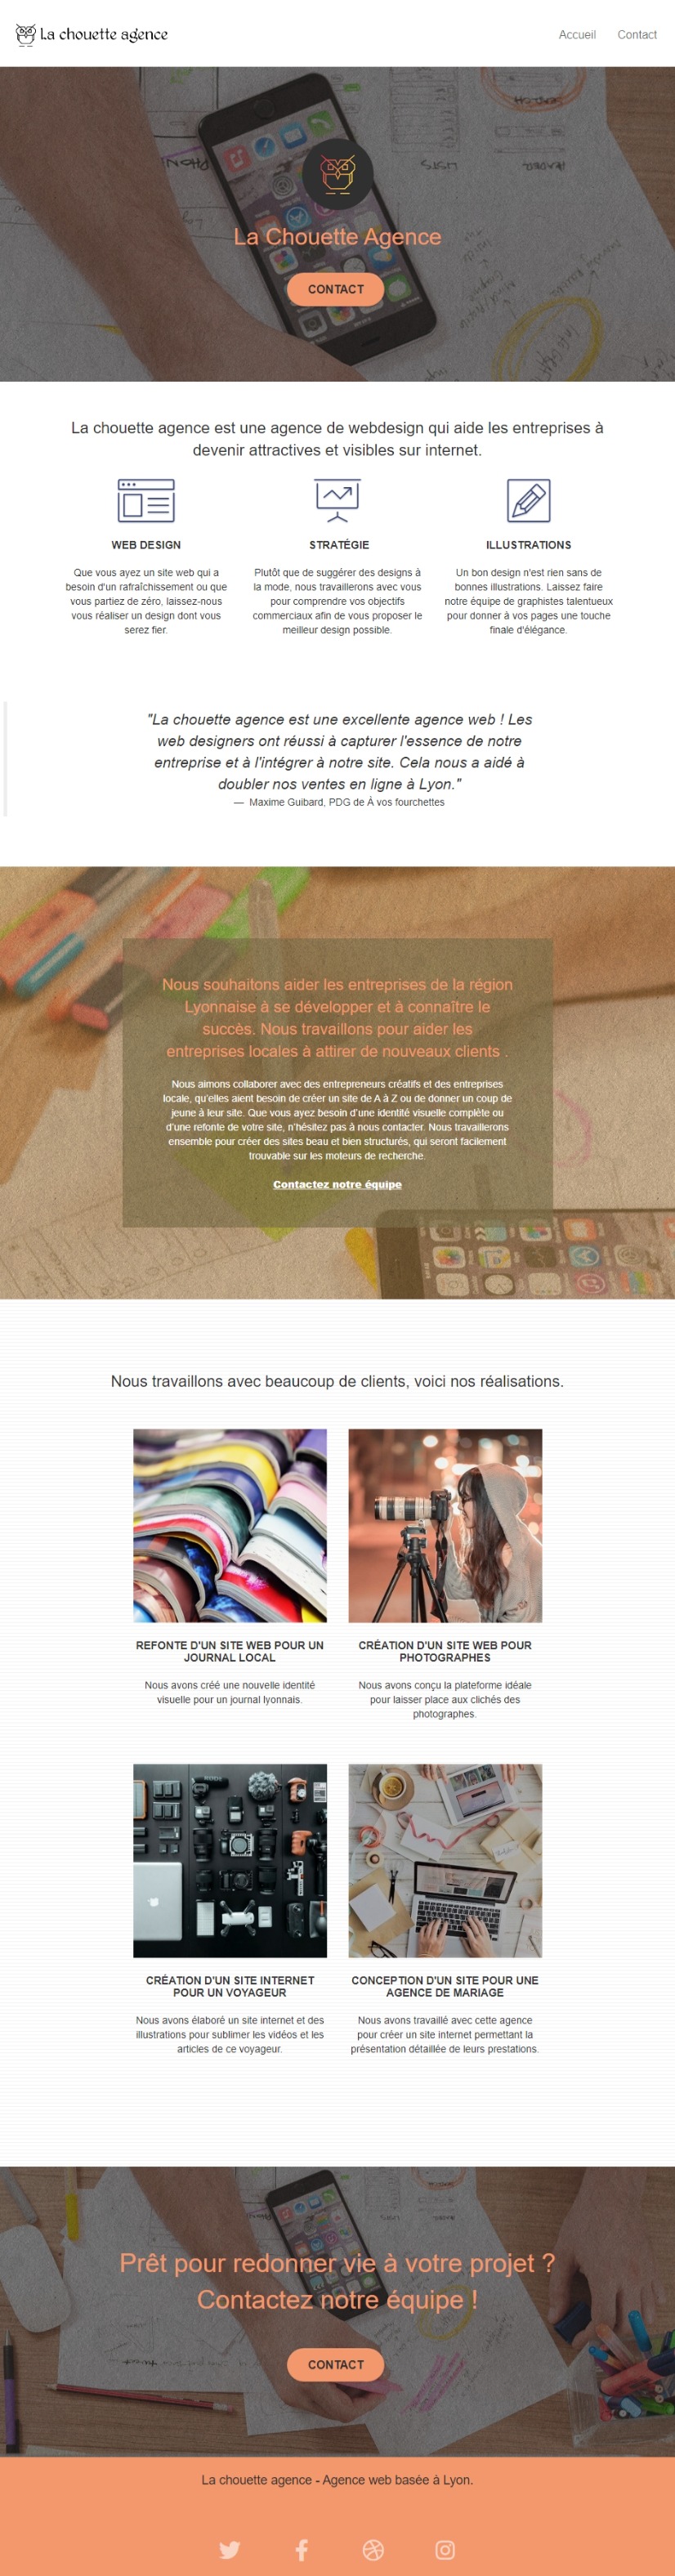 La chouette agence
Accueil Contact
La Chouette Agence
CONTACT
La chouette agence est une agence de webdesign qui aide les entreprises à
devenir attractives et visibles sur internet.
WEB DESIGN
Que vous ayez un site web qui a
besoin d'un rafraîchissement ou que
vous partiez de zéro, laissez-nous
vous réaliser un design dont vous
serez fier.
STRATÉGIE
Plutôt que de suggérer des designs à
la mode, nous travaillerons avec vous
pour comprendre vos objectifs
commerciaux afin de vous proposer le
meilleur design possible.
ILLUSTRATIONS
Un bon design n'est rien sans de
bonnes illustrations. Laissez faire
notre équipe de graphistes talentueux
pour donner à vos pages une touche
finale d'élégance.
"La chouette agence est une excellente agence web ! Les
web designers ont réussi à capturer l'essence de notre
entreprise et à l'intégrer à notre site. Cela nous a aidé à
doubler nos ventes en ligne à Lyon."
— Maxime Guibard, PDG de À vos fourchettes
Nous souhaitons aider les entreprises de la région
Lyonnaise à se développer et à connaître le
succès. Nous travaillons pour aider les
entreprises locales à attirer de nouveaux clients .
Nous aimons collaborer avec des entrepreneurs créatifs et des entreprises
locale, qu'elles aient besoin de créer un site de A à Z ou de donner un coup de
jeune à leur site. Que vous ayez besoin d'une identité visuelle complète ou
d'une refonte de votre site, n'hésitez pas à nous contacter. Nous travaillerons
ensemble pour créer des sites beau et bien structurés, qui seront facilement
trouvable sur les moteurs de recherche.
Contactez notre équipe
Nous travaillons avec beaucoup de clients, voici nos réalisations.
REFONTE D'UN SITE WEB POUR UN
JOURNAL LOCAL
Nous avons créé une nouvelle identité
visuelle pour un journal lyonnais.
CRÉATION D'UN SITE WEB POUR
PHOTOGRAPHES
Nous avons conçu la plateforme idéale
pour laisser place aux clichés des
photographes.
CRÉATION D'UN SITE INTERNET
POUR UN VOYAGEUR
Nous avons élaboré un site internet et des
illustrations pour sublimer les vidéos et les
articles de ce voyageur.
CONCEPTION D'UN SITE POUR UNE
AGENCE DE MARIAGE
Nous avons travaillé avec cette agence
pour créer un site internet permettant la
présentation détaillée de leurs prestations.
Prêt pour redonner vie à votre projet ?
Contactez notre équipe !
CONTACT
La chouette agence - Agence web basée à Lyon.